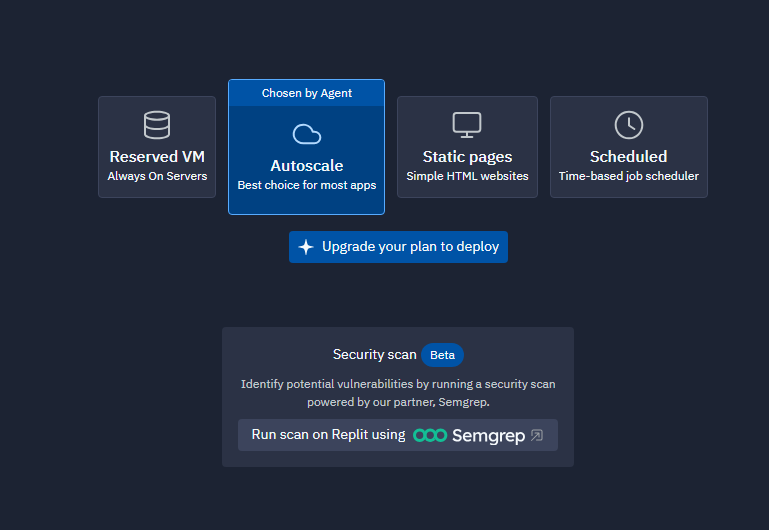 Chosen by Agent
Reserved VM
Always On Servers
Autoscale
Best choice for most apps
Static pages
Simple HTML websites
Scheduled
Time-based job scheduler
Upgrade your plan to deploy
Security scan Beta
Identify potential vulnerabilities by running a security scan
powered by our partner, Semgrep.
Run scan on Replit using Semgrep